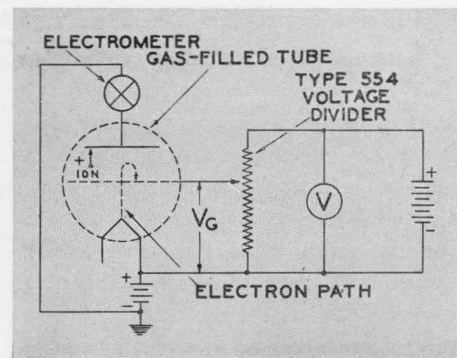 ELECTROMETER
GAS-FILLED TUBE
TYPE 554
VOLTAGE
DIVIDER
+
+
ION
V
+
-
VG
+
-
ELECTRON PATH